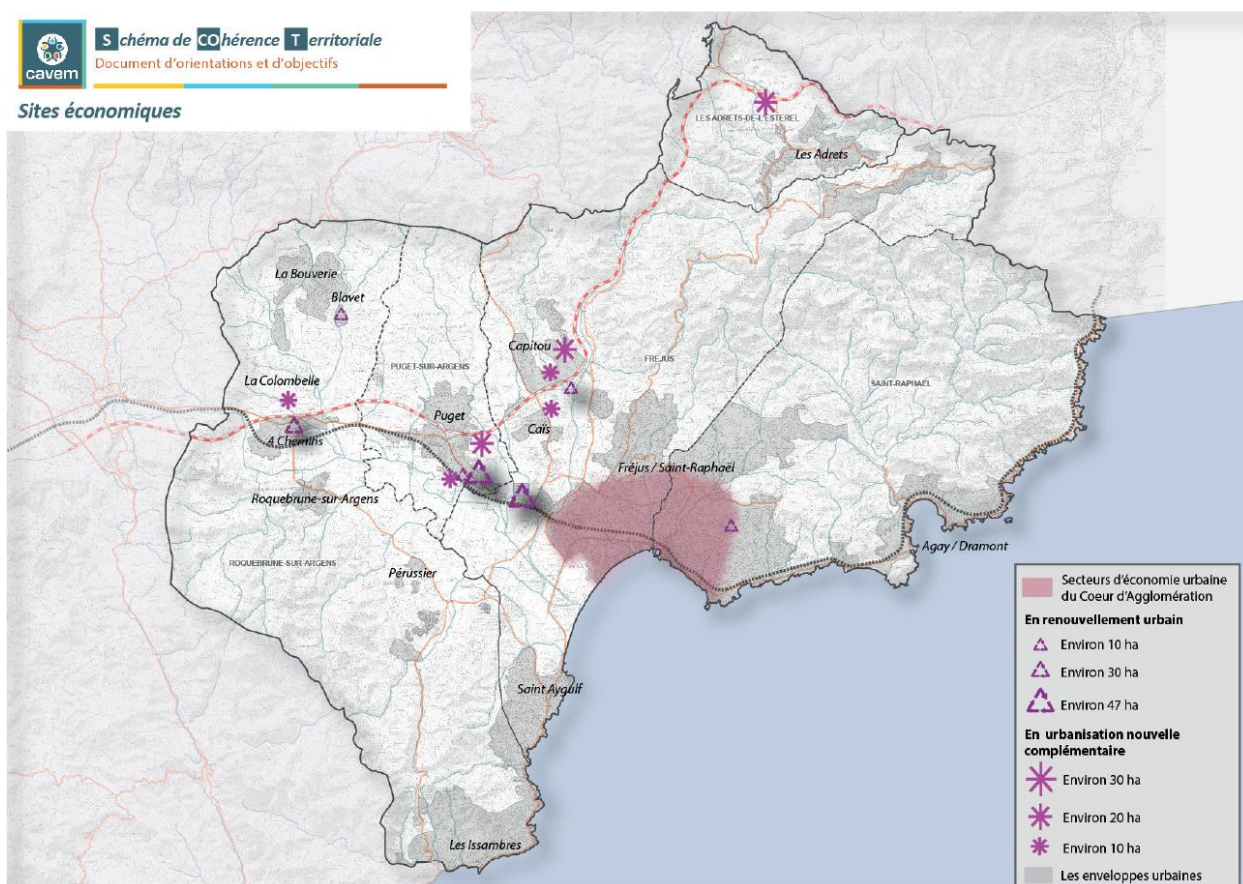 cavem
Schéma de COhérence Territoriale
Document d'orientations et d'objectifs
Sites économiques
LES ADRETS-DE-L'ESTEREL
Les Adrets
La Bouverie
Blavet
Capitou
PUGET-SUR-ARGENS
FREJUS
SAINT-RAPHAEL
La Colombelle
Puget
Caïs
4 Chemins
Fréjus / Saint-Raphaël
Roquebrune-sur-Argens
Agay / Dramont
ROQUEBRUNE-SUR-ARGENS
Pérussier
Saint Aygulf
Les Issambres
Secteurs d'économie urbaine
du Coeur d'Agglomération
En renouvellement urbain
Environ 10 ha
Environ 30 ha
Environ 47 ha
En urbanisation nouvelle
complémentaire
Environ 30 ha
Environ 20 ha
Environ 10 ha
Les enveloppes urbaines